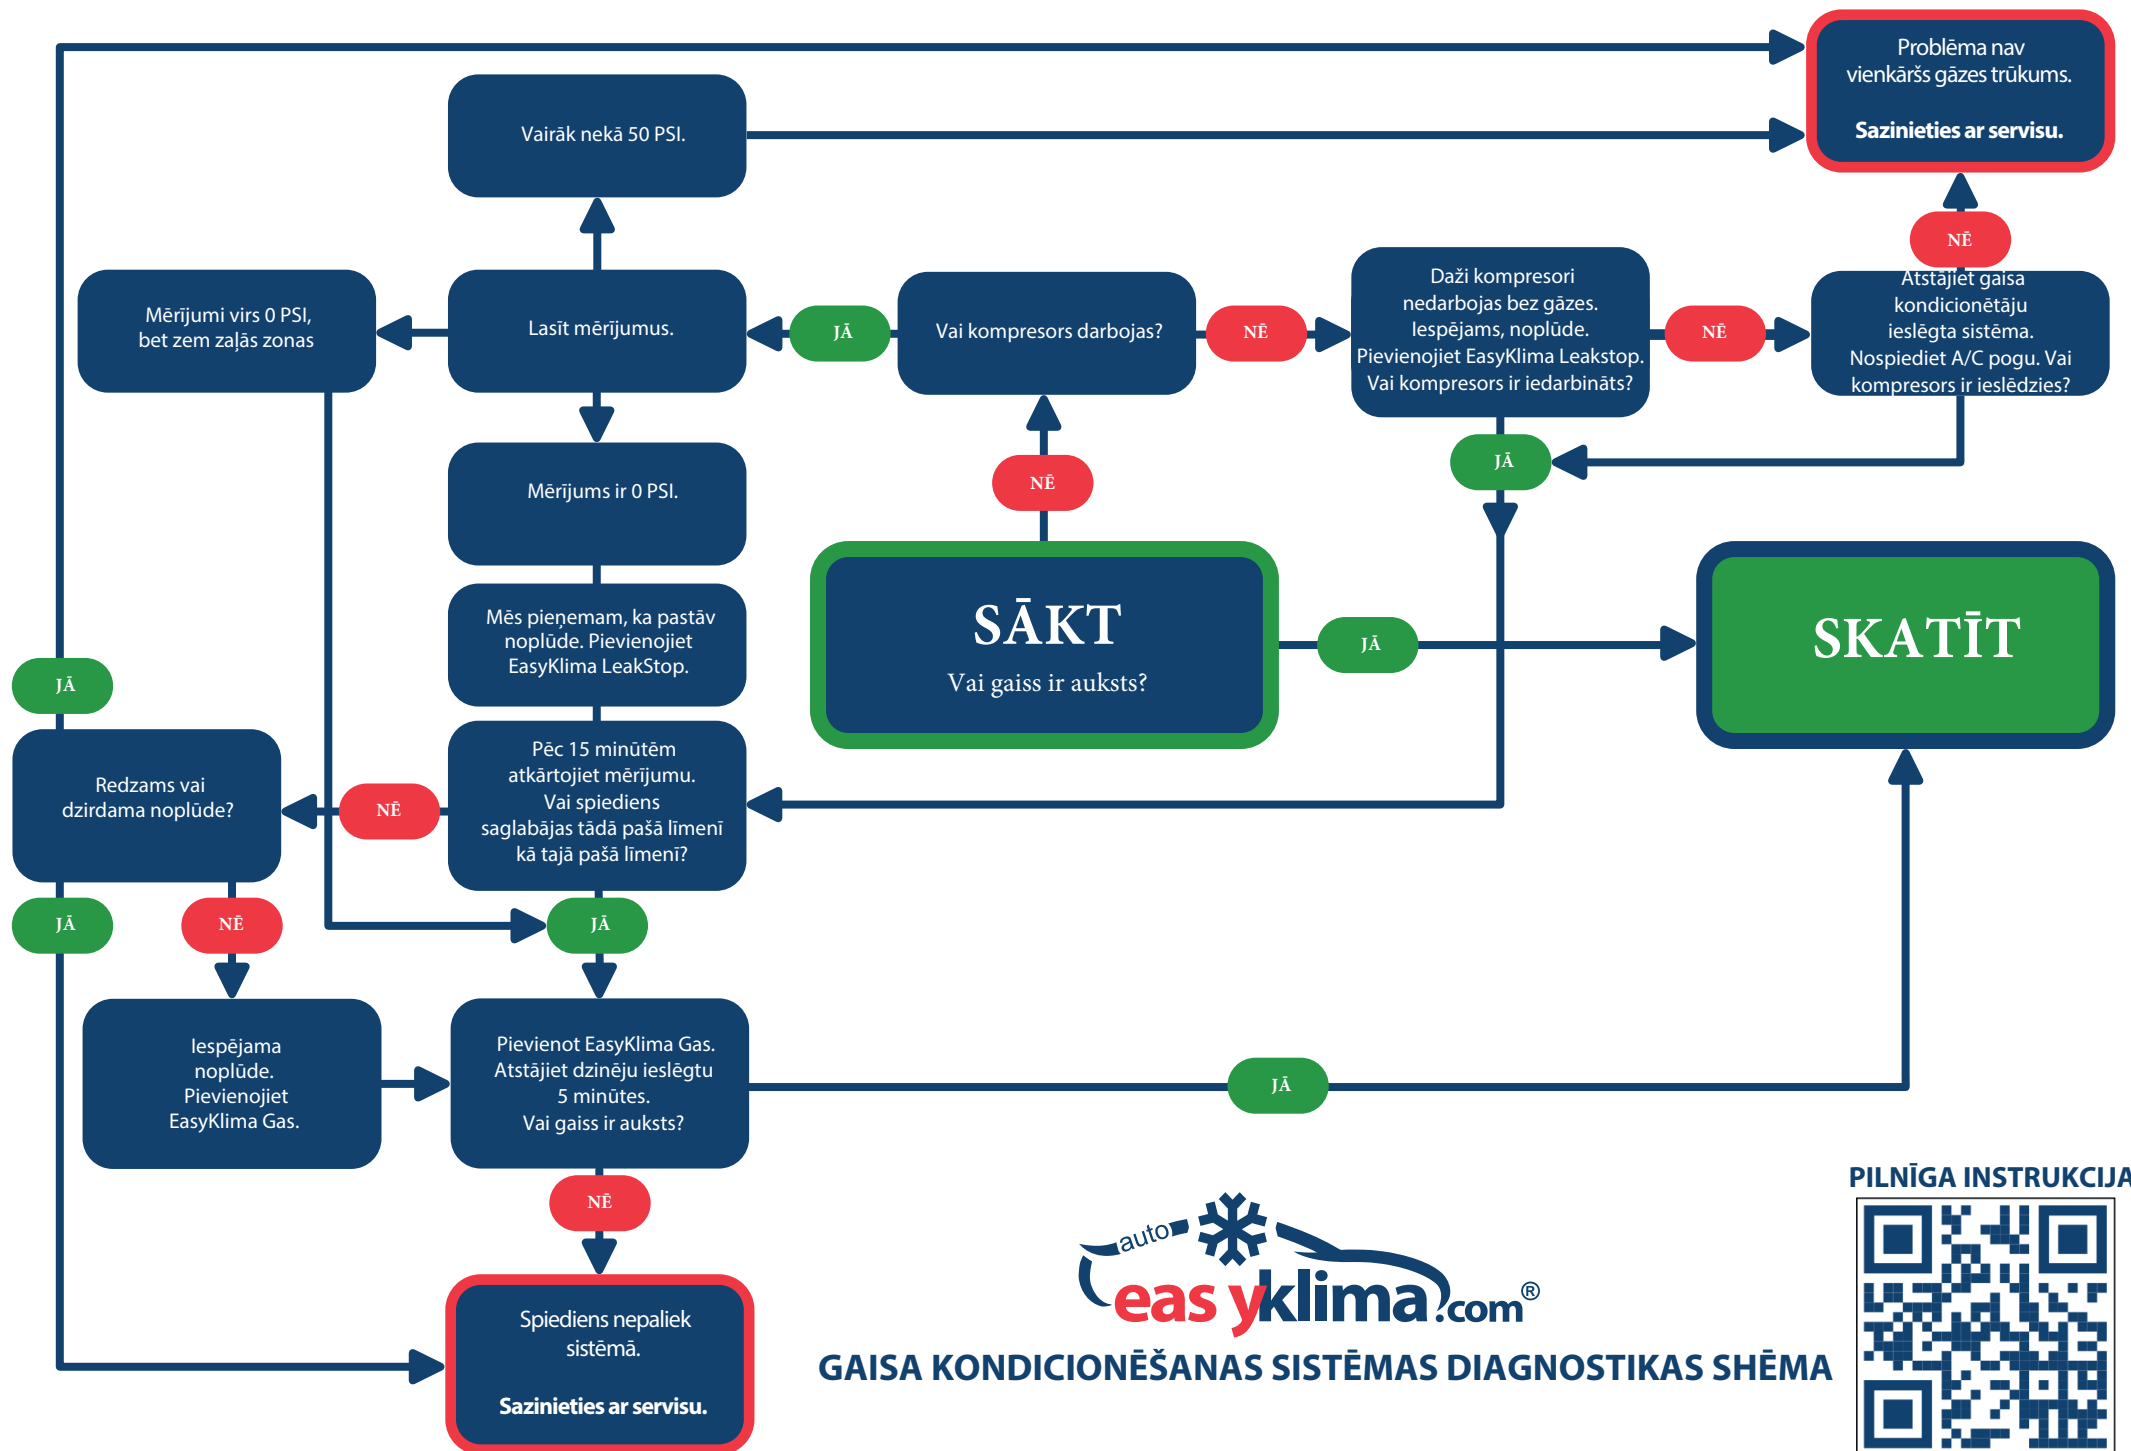 Problēma nav
vienkāršs gāzes trūkums.
Sazinieties ar servisu.
Vairāk nekā 50 PSI.
NĒ
Mērījumi virs 0 PSI,
bet zem zaļās zonas
Lasīt mērījumus.
JĀ
Vai kompresors darbojas?
NĒ
Daži kompresori
nedarbojas bez gāzes.
Iespējams, noplūde.
Pievienojiet EasyKlima Leakstop.
Vai kompresors ir iedarbināts?
NĒ
Atstājiet gaisa
kondicionētāju
ieslēgta sistēma.
Nospiediet A/C pogu. Vai
kompresors ir ieslēdzies?
JĀ
NĒ
Mērījums ir 0 PSI.
Mēs pieņemam, ka pastāv
noplūde. Pievienojiet
EasyKlima LeakStop.
SĀKT
Vai gaiss ir auksts?
JĀ
SKATĪT
JĀ
Redzams vai
dzirdama noplūde?
NĒ
Pēc 15 minūtēm
atkārtojiet mērījumu.
Vai spiediens
saglabājas tādā pašā līmenī
kā tajā pašā līmenī?
JĀ
NĒ
JĀ
Iespējama
noplūde.
Pievienojiet
EasyKlima Gas.
Pievienot EasyKlima Gas.
Atstājiet dzinēju ieslēgtu
5 minūtes.
Vai gaiss ir auksts?
JĀ
NĒ
Spiediens nepaliek
sistēmā.
Sazinieties ar servisu.
auto
easyklima.com®
GAISA KONDICIONĒŠANAS SISTĒMAS DIAGNOSTIKAS SHĒMA
PILNĪGA INSTRUKCIJA